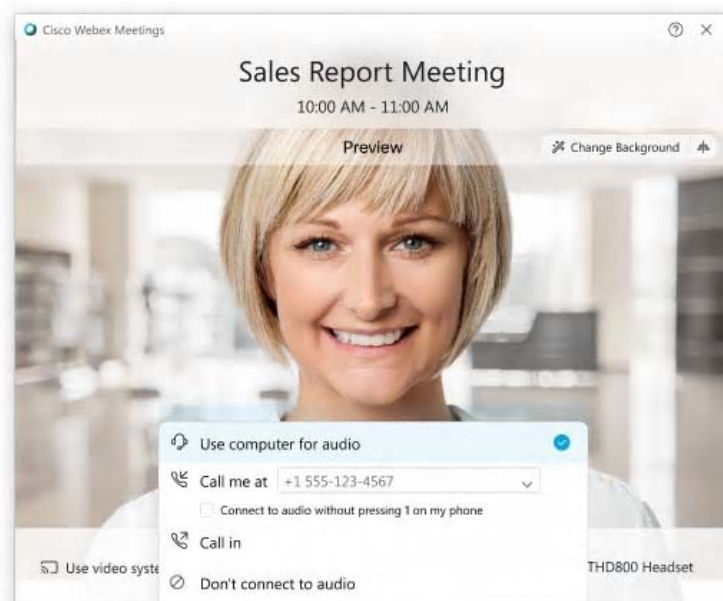 Cisco Webex Meetings
Sales Report Meeting
10:00 AM - 11:00 AM
Preview
Change Background
Use computer for audio
Call me at +1 555-123-4567
Connect to audio without pressing 1 on my phone
Call in
Use video syste
THD800 Headset
Don't connect to audio